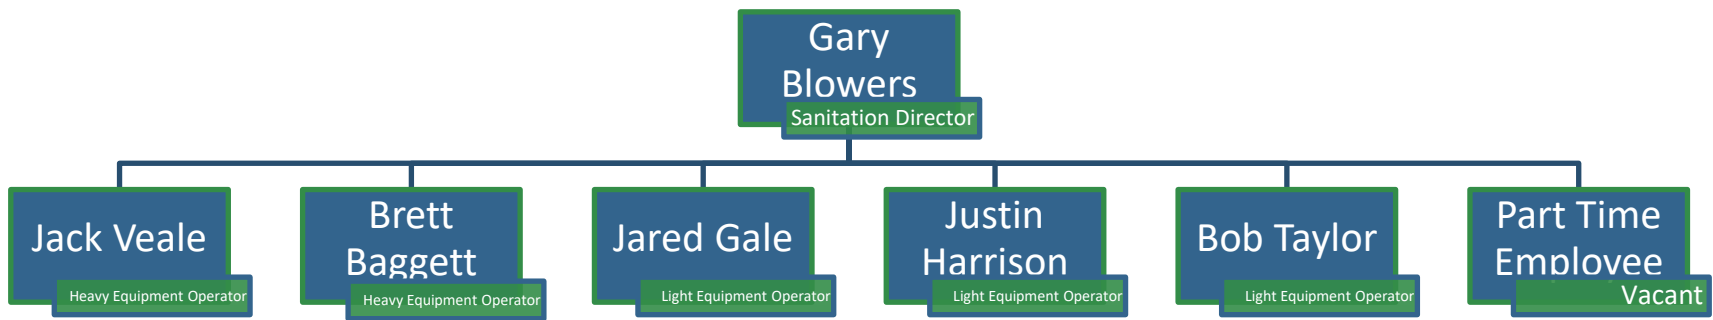 Gary
Blowers
Sanitation Director
Jack Veale
Heavy Equipment Operator
Brett
Baggett
Heavy Equipment Operator
Jared Gale
Light Equipment Operator
Justin
Harrison
Light Equipment Operator
Bob Taylor
Light Equipment Operator
Part Time
Employee
Vacant